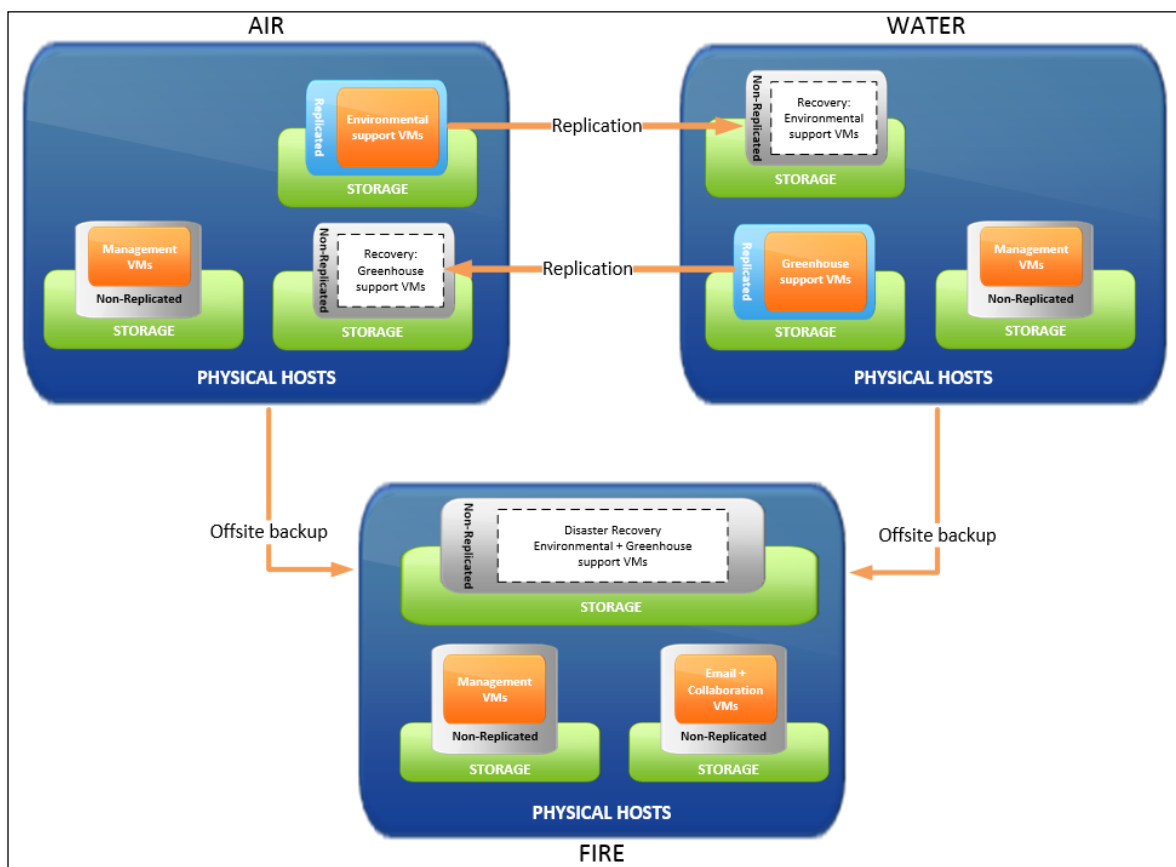 AIR
WATER
Replicated
Environmental
support VMs
STORAGE
Replication
Non-Replicated
Recovery:
Environmental
support VMs
STORAGE
Management
VMs
Non-Replicated
STORAGE
Non-Replicated
Recovery:
Greenhouse
support VMs
STORAGE
Replication
Replicated
Greenhouse
support VMs
STORAGE
Management
VMs
Non-Replicated
STORAGE
PHYSICAL HOSTS
PHYSICAL HOSTS
Offsite backup
Offsite backup
Non-Replicated
Disaster Recovery
Environmental + Greenhouse
support VMs
STORAGE
Management
VMs
Non-Replicated
STORAGE
Email +
Collaboration
VMs
Non-Replicated
STORAGE
PHYSICAL HOSTS
FIRE